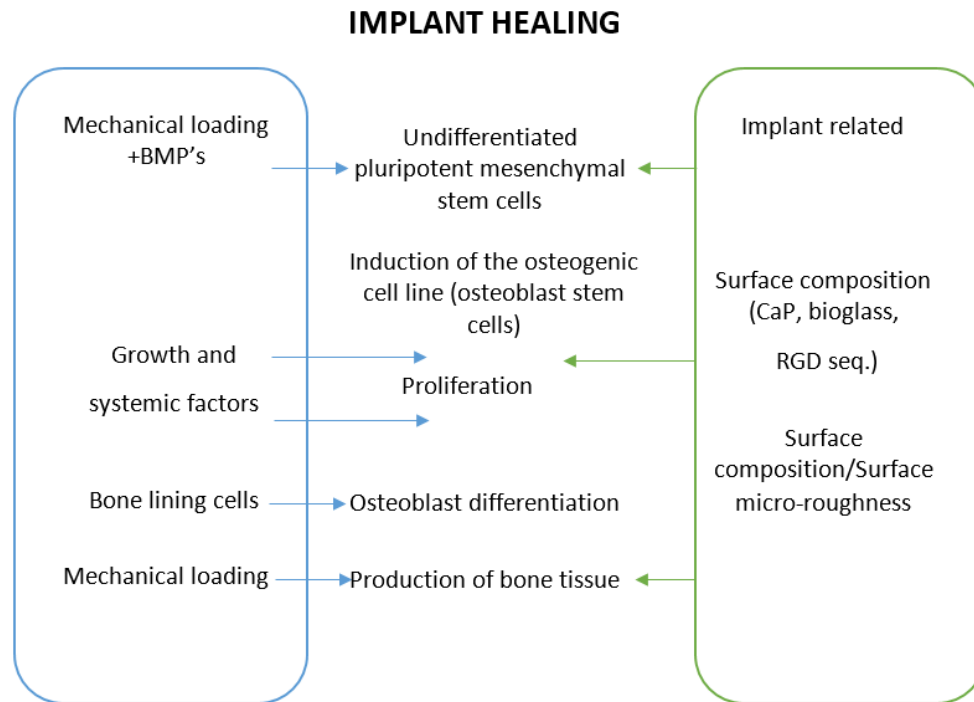 IMPLANT HEALING
Mechanical loading
+BMP's
Growth and
systemic factors
Bone lining cells
Mechanical loading
Undifferentiated
pluripotent mesenchymal
stem cells
Induction of the osteogenic
cell line (osteoblast stem
cells)
Proliferation
Osteoblast differentiation
Production of bone tissue
Implant related
Surface composition
(CaP, bioglass,
RGD seq.)
Surface
composition/Surface
micro-roughness